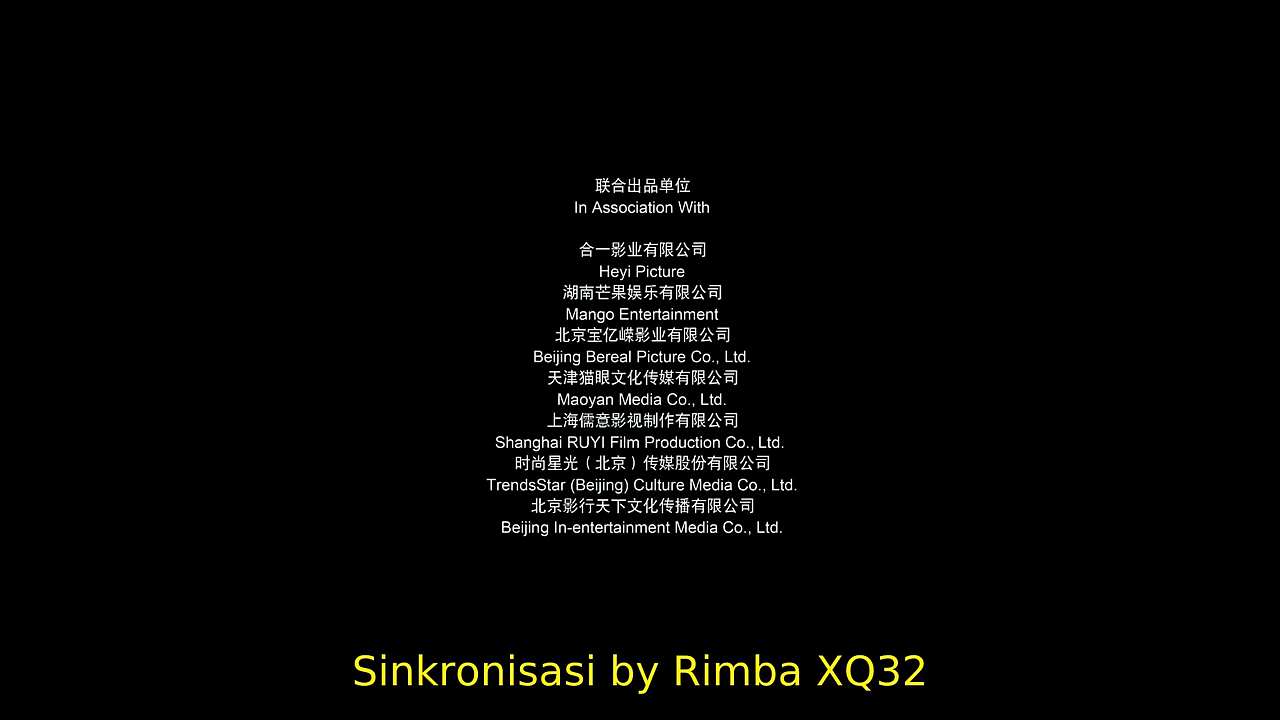 联合出品单位
In Association With
合一影业有限公司
Heyi Picture
湖南芒果娱乐有限公司
Mango Entertainment
北京宝亿嵘影业有限公司
Beijing Bereal Picture Co., Ltd.
天津猫眼文化传媒有限公司
Maoyan Media Co., Ltd.
上海儒意影视制作有限公司
Shanghai RUYI Film Production Co., Ltd.
时尚星光（北京）传媒股份有限公司
TrendsStar (Beijing) Culture Media Co., Ltd.
北京影行天下文化传播有限公司
Beijing In-entertainment Media Co., Ltd.
Sinkronisasi by Rimba XQ32